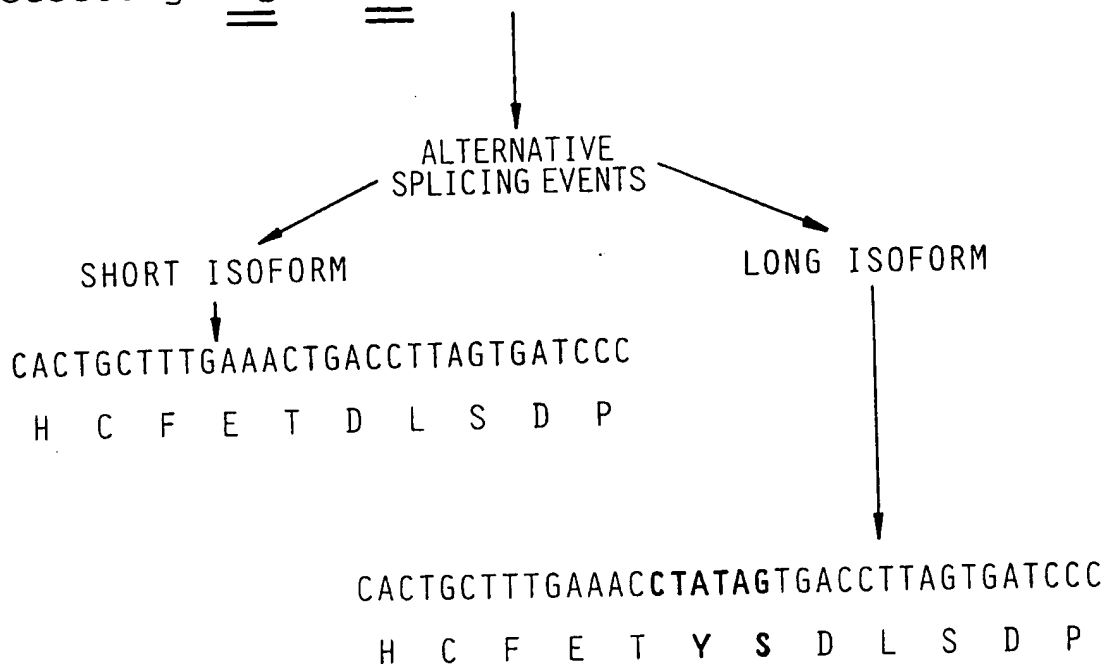 ALTERNATIVE
SPLICING EVENTS
SHORT ISOFORM
LONG ISOFORM
CACTGCTTTGAAACTGACCTTAGTGATCCC
H C F E T D L S D P
CACTGCTTTGAAACCTATAGTGACCTTAGTGATCCC
H C F E T Y S D L S D P